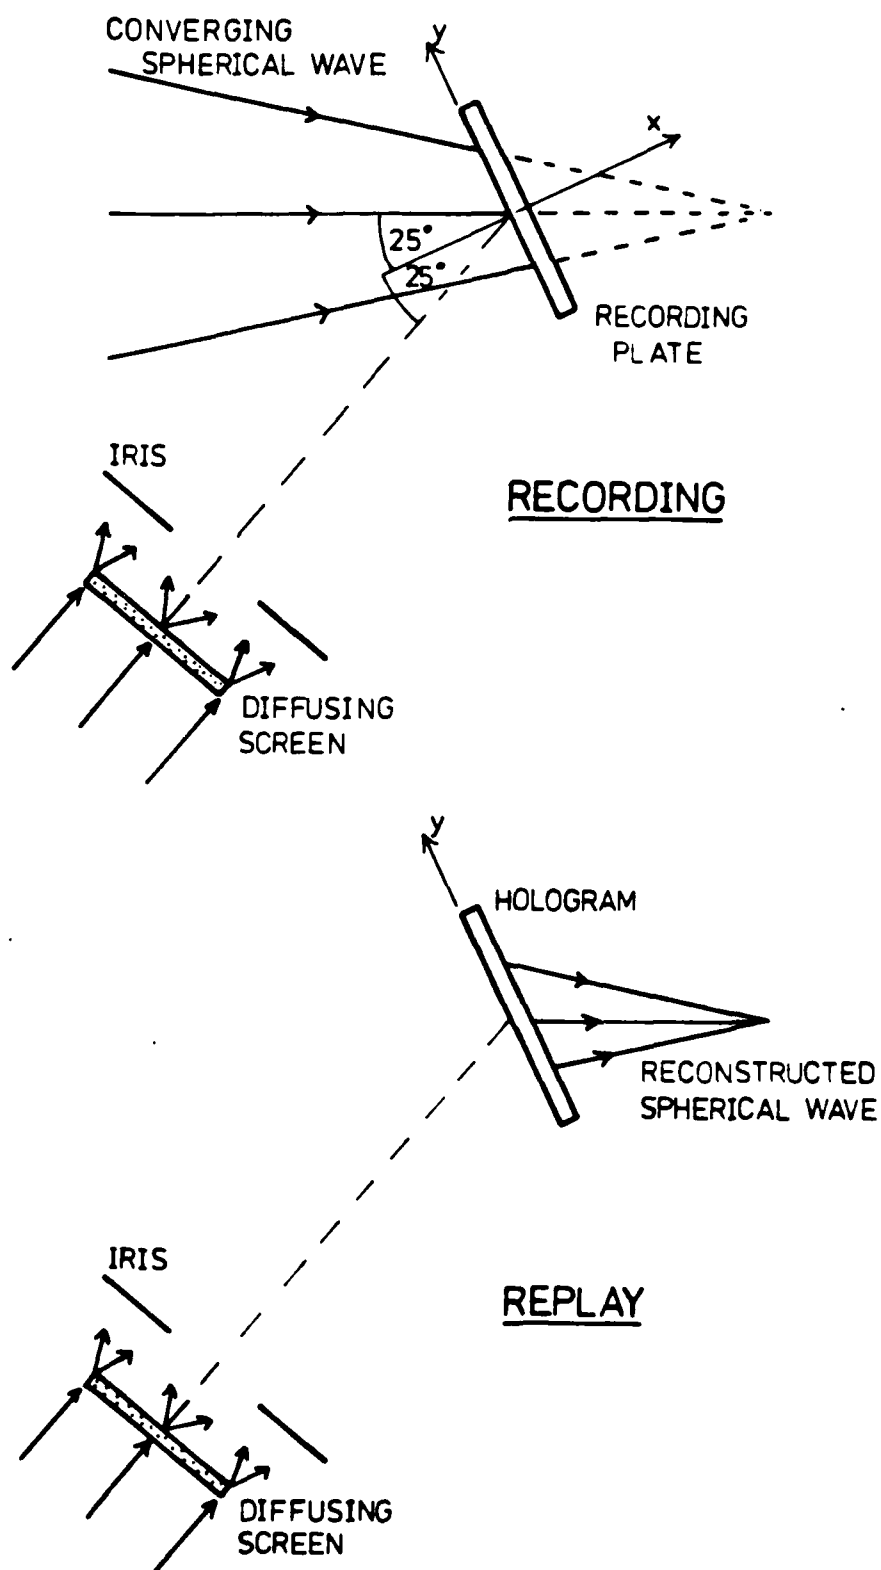 CONVERGING
SPHERICAL WAVE
y
x
25°
25°
RECORDING
PLATE
IRIS
RECORDING
DIFFUSING
SCREEN
y
HOLOGRAM
RECONSTRUCTED
SPHERICAL WAVE
IRIS
REPLAY
DIFFUSING
SCREEN